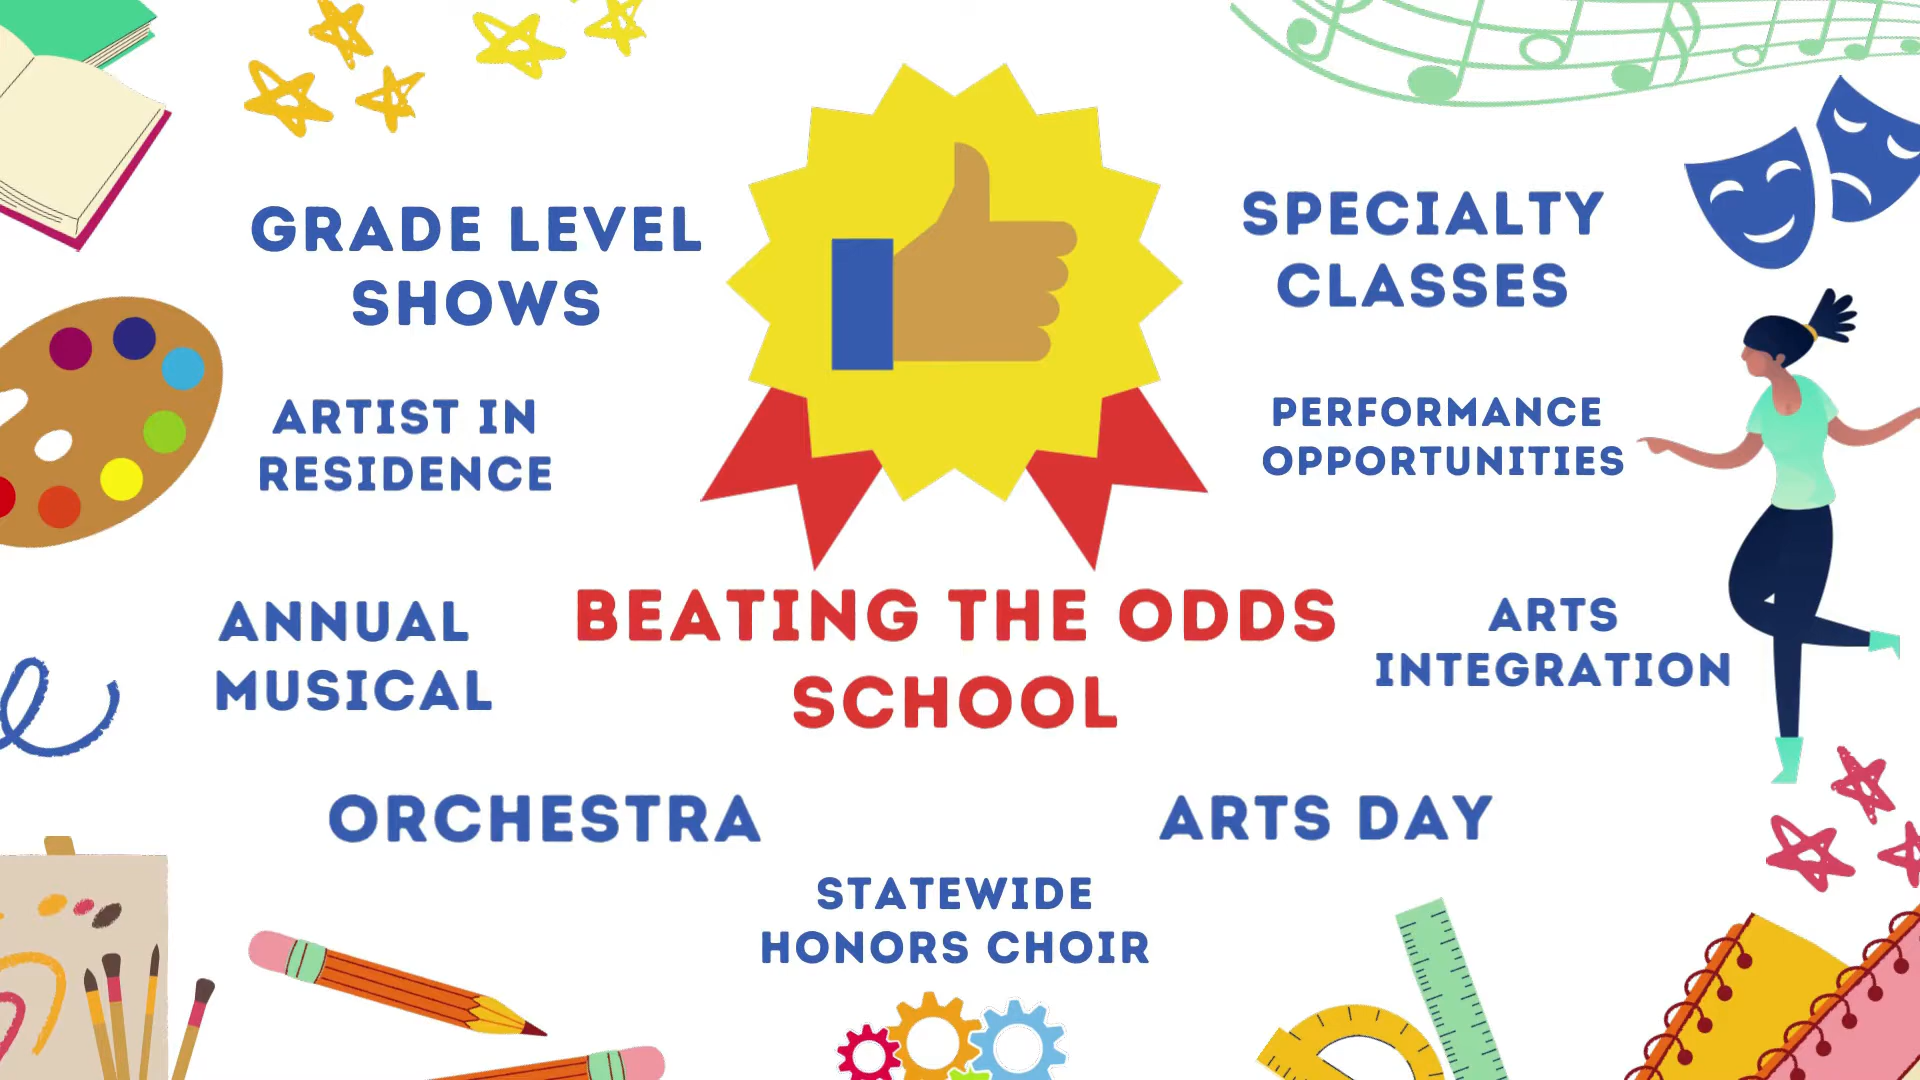 GRADE LEVEL
SHOWS
SPECIALTY
CLASSES
ARTIST IN
RESIDENCE
PERFORMANCE
OPPORTUNITIES
ANNUAL
MUSICAL
BEATING THE ODDS
SCHOOL
ARTS
INTEGRATION
ORCHESTRA
ARTS DAY
STATEWIDE
HONORS CHOIR